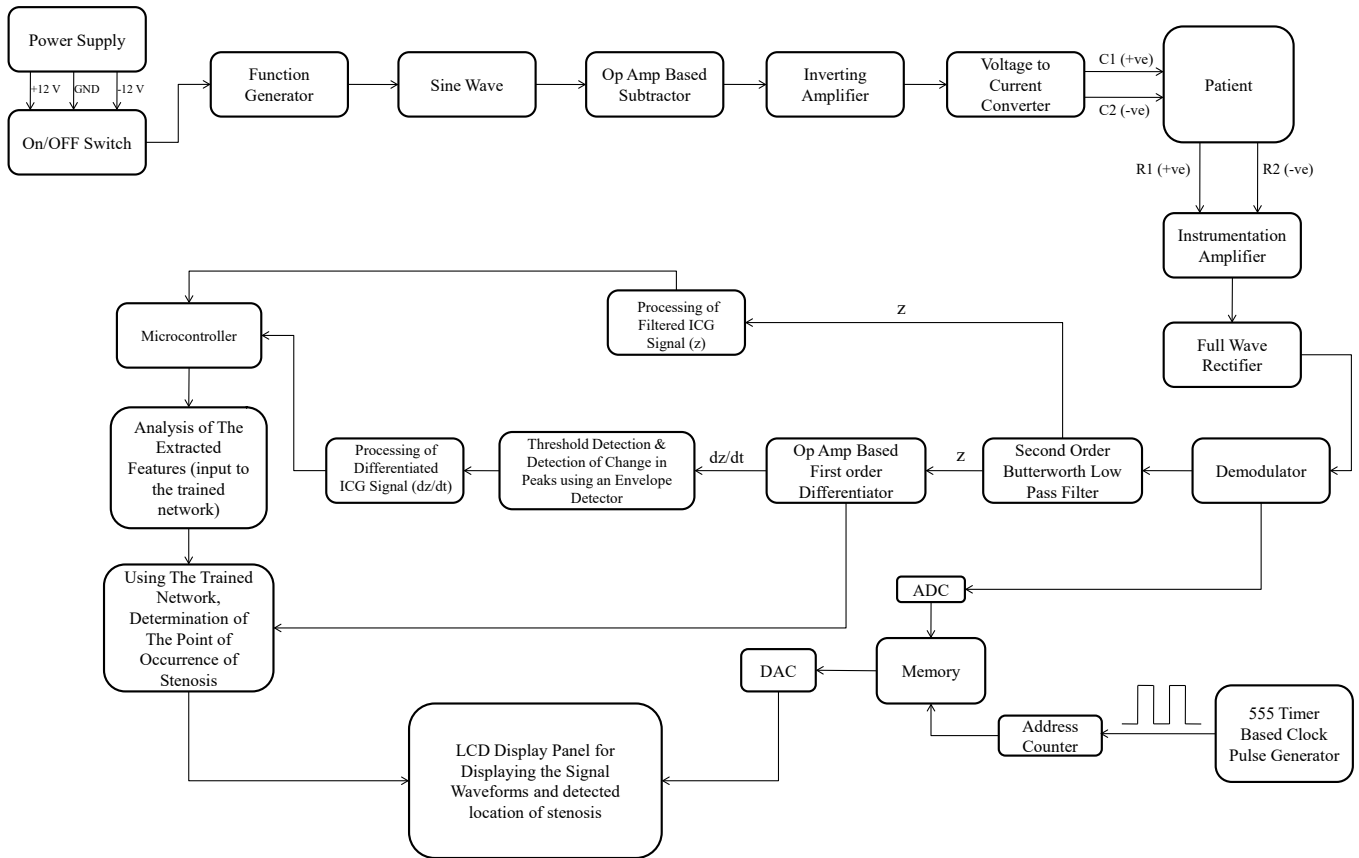 Power Supply
+12 V
GND
-12 V
On/OFF Switch
Function
Generator
Sine Wave
Op Amp Based
Subtractor
Inverting
Amplifier
Voltage to
Current
Converter
C1 (+ve)
C2 (-ve)
Patient
R1 (+ve)
R2 (-ve)
Instrumentation
Amplifier
Full Wave
Rectifier
Processing of
Filtered ICG
Signal (z)
z
Microcontroller
Analysis of The
Extracted
Features (input to
the trained
network)
Processing of
Differentiated
ICG Signal (dz/dt)
Threshold Detection &
Detection of Change in
Peaks using an Envelope
Detector
dz/dt
Op Amp Based
First order
Differentiator
z
Second Order
Butterworth Low
Pass Filter
Demodulator
Using The Trained
Network,
Determination of
The Point of
Occurrence of
Stenosis
ADC
DAC
Memory
Address
Counter
555 Timer
Based Clock
Pulse Generator
LCD Display Panel for
Displaying the Signal
Waveforms and detected
location of stenosis